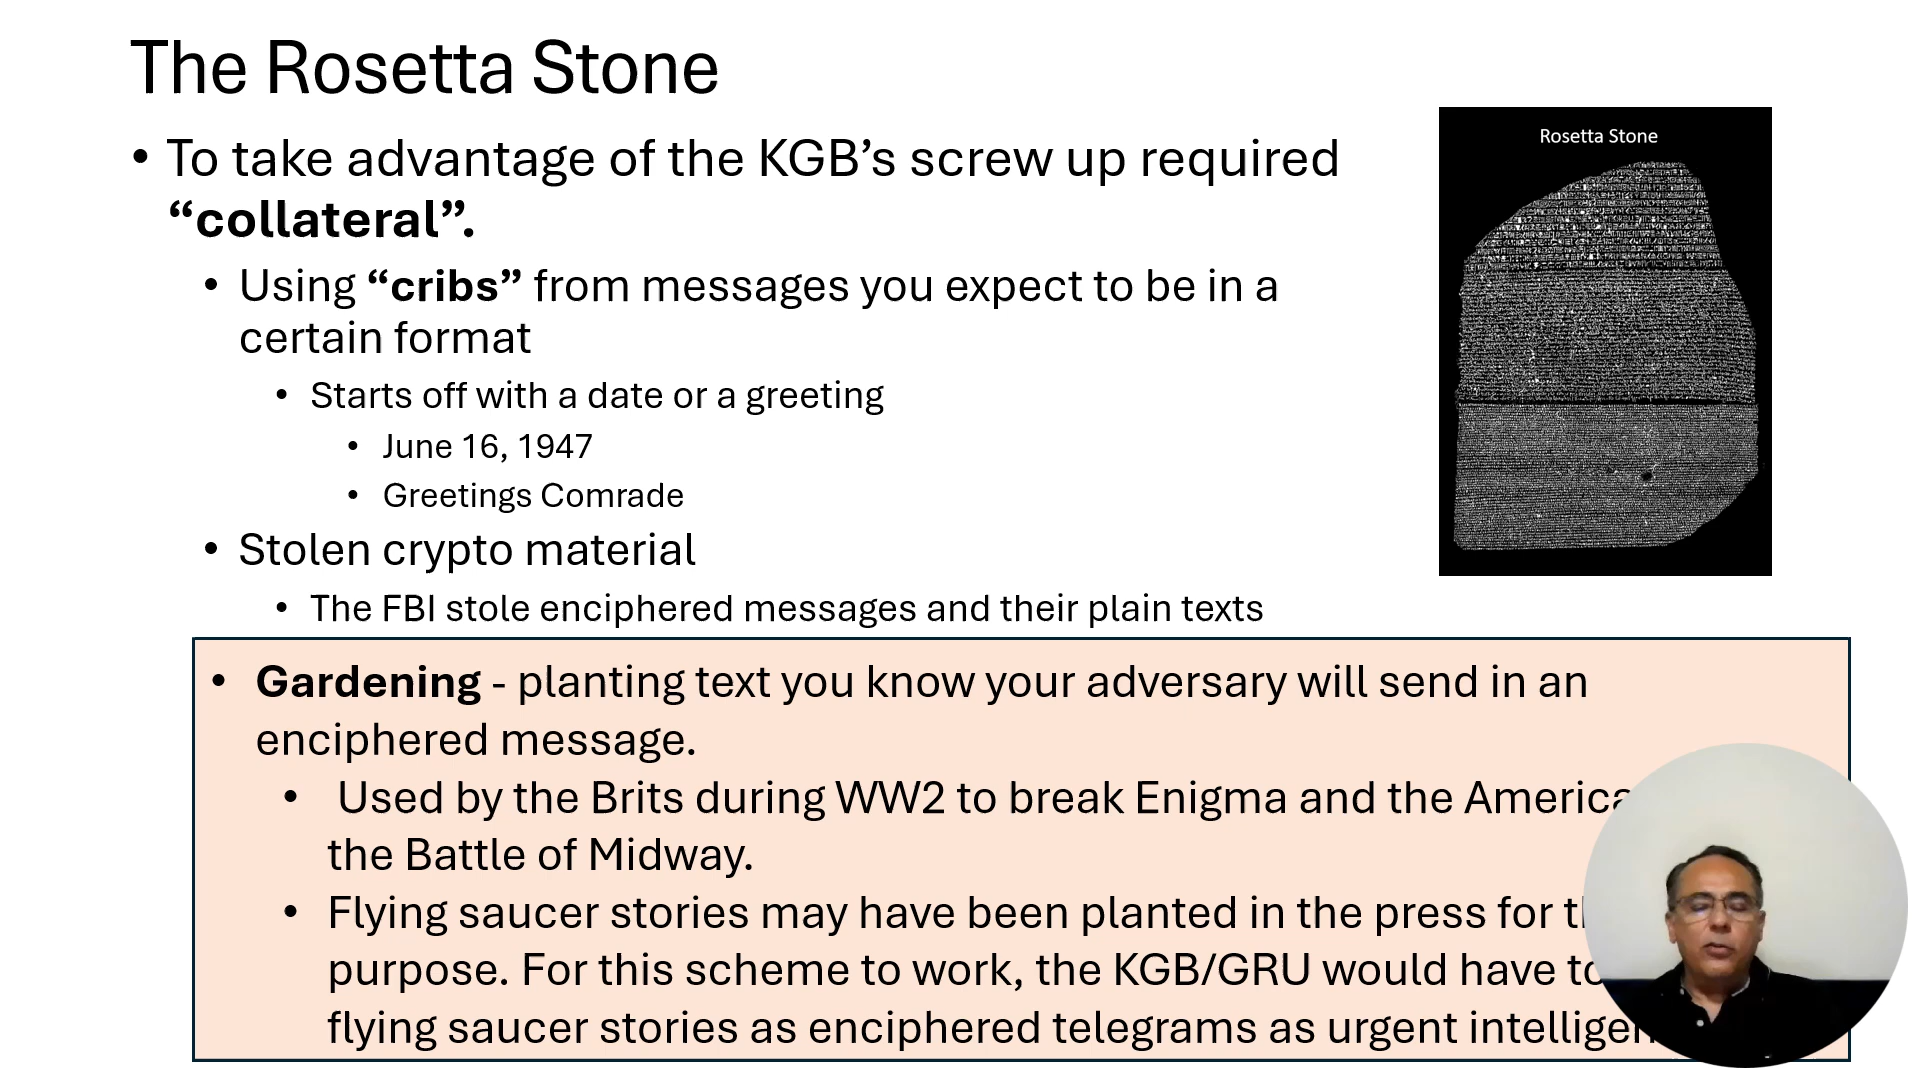 The Rosetta Stone
• To take advantage of the KGB’s screw up required
“collateral”.
• Using “cribs” from messages you expect to be in a
certain format
• Starts off with a date or a greeting
• June 16, 1947
• Greetings Comrade
• Stolen crypto material
• The FBI stole enciphered messages and their plain texts
Rosetta Stone
• Gardening - planting text you know your adversary will send in an
enciphered message.
• Used by the Brits during WW2 to break Enigma and the
the Battle of Midway.
• Flying saucer stories may have been planted in the press for
purpose. For this scheme to work, the KGB/GRU would have
flying saucer stories as enciphered telegrams as urgent